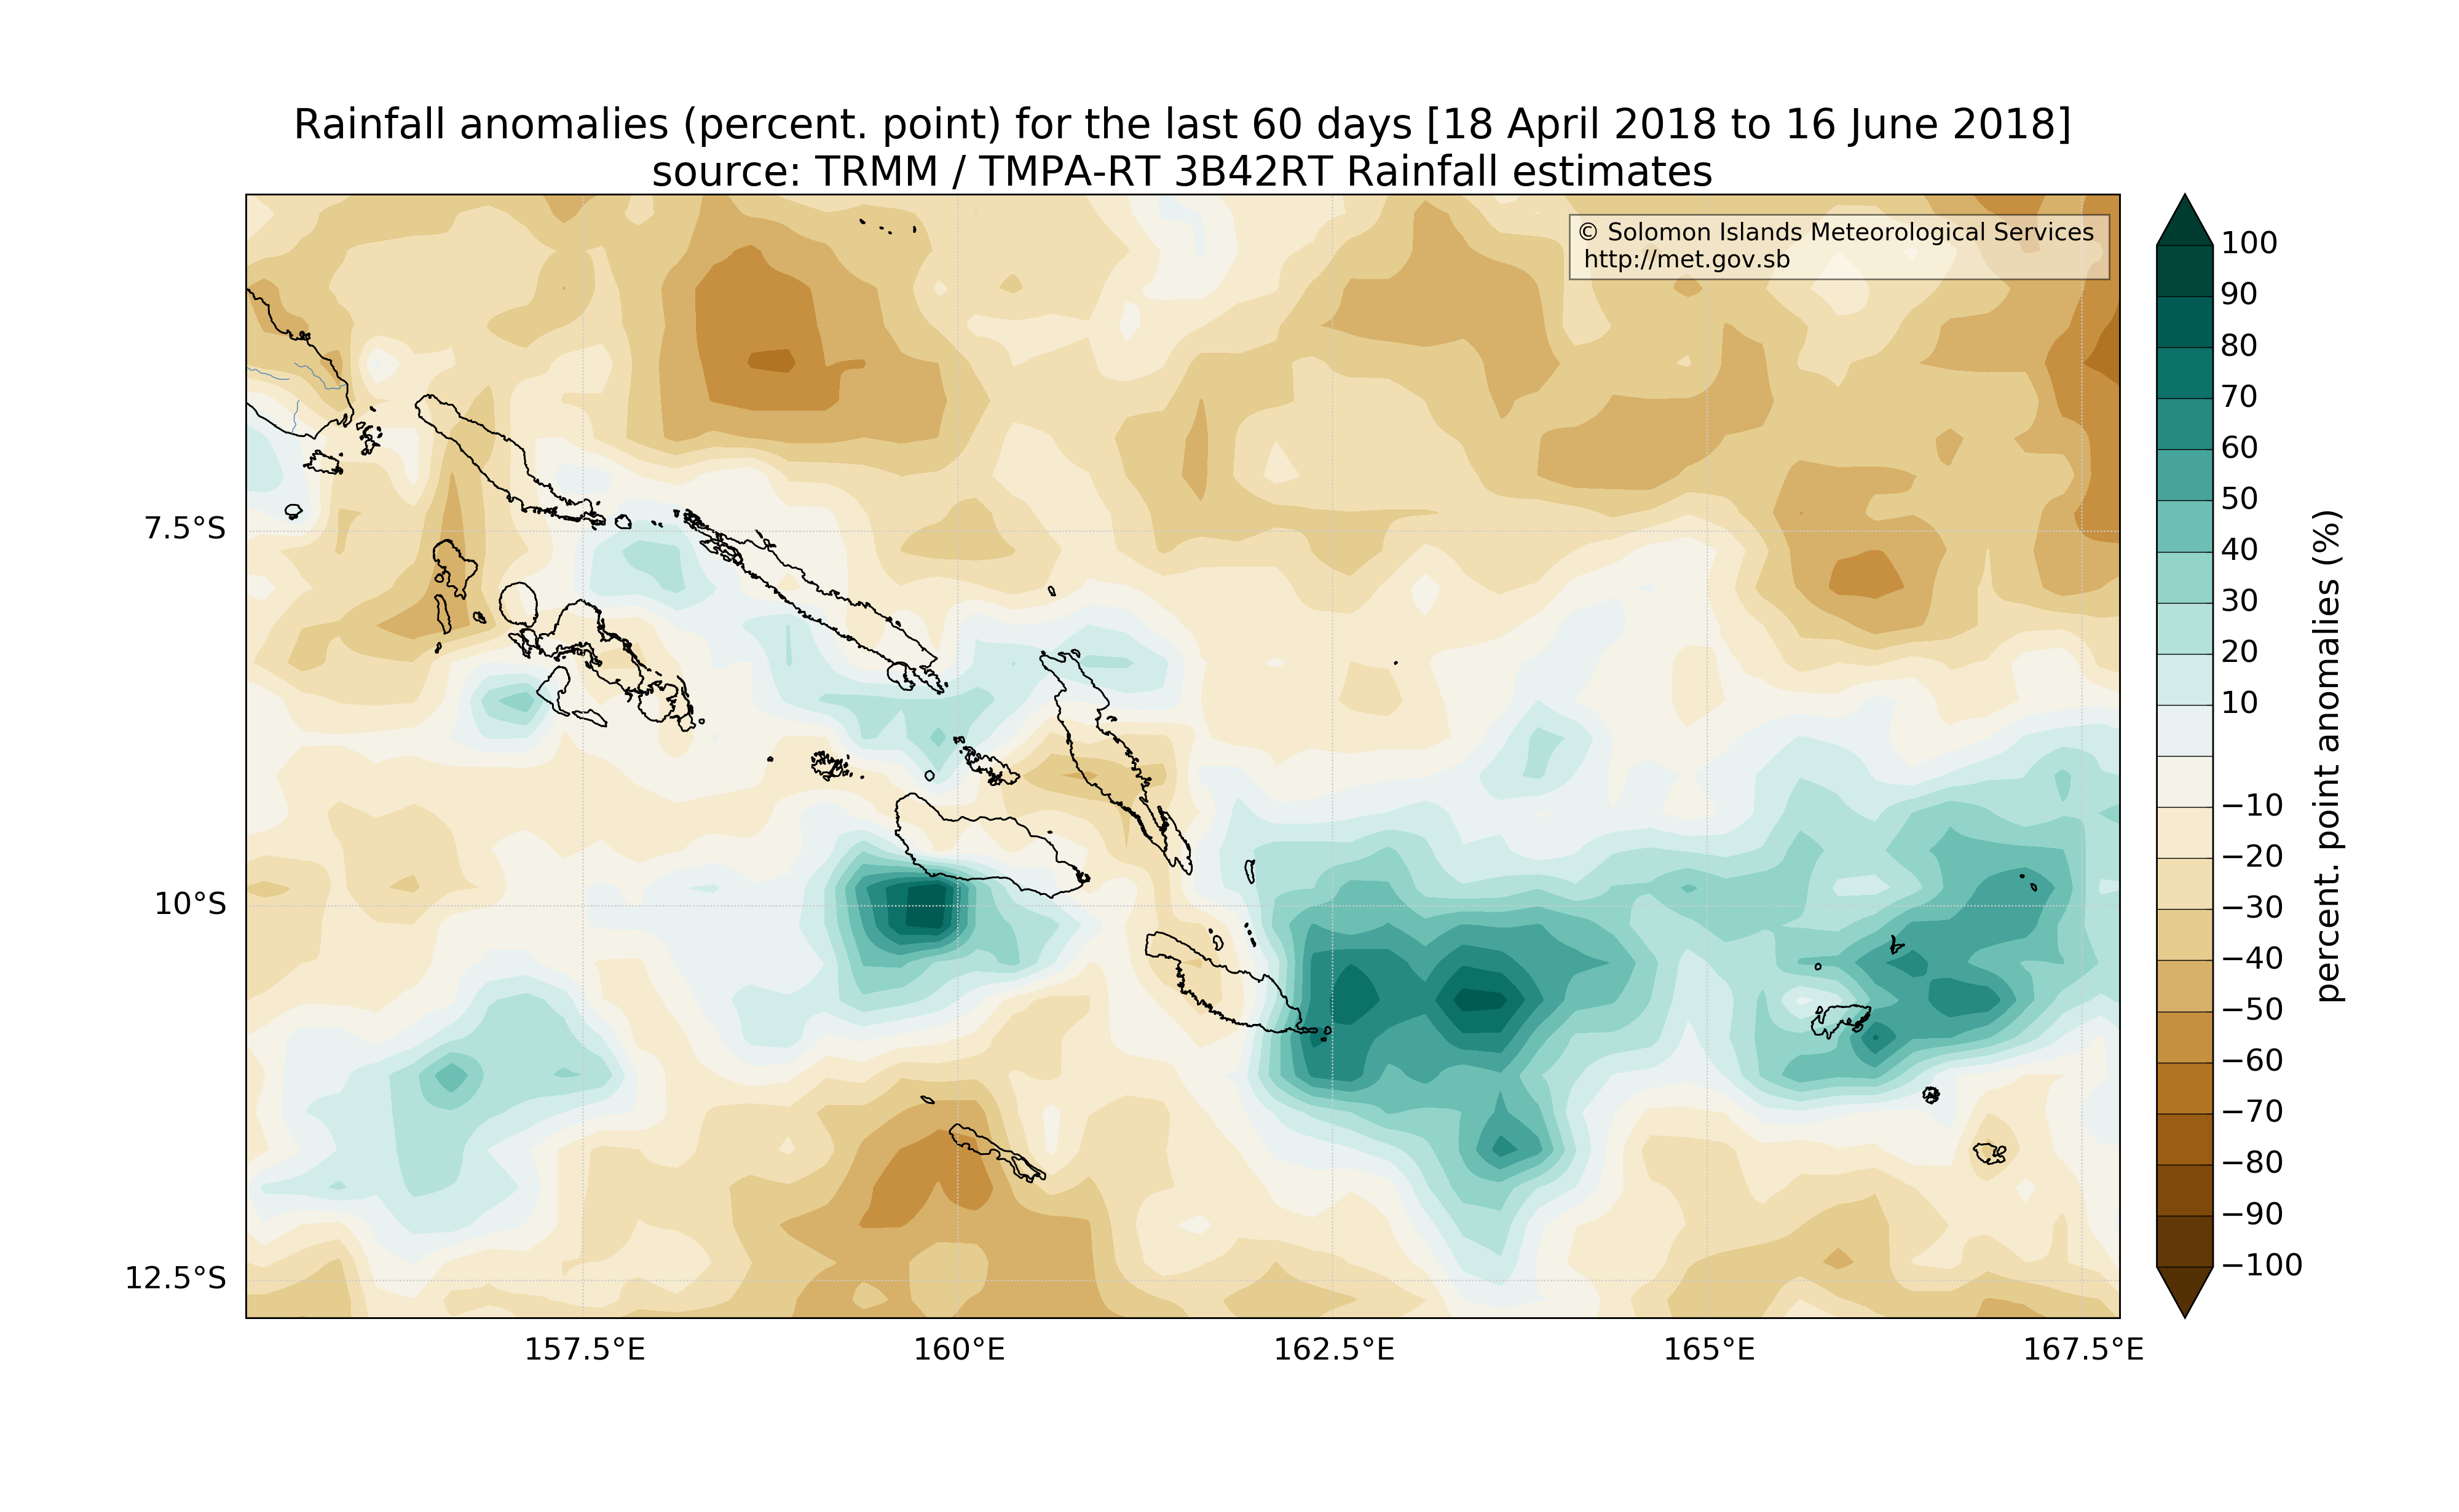 Rainfall anomalies (percent. point) for the last 60 days [18 April 2018 to 16 June 2018]
source: TRMM / TMPA-RT 3B42RT Rainfall estimates
© Solomon Islands Meteorological Services
http://met.gov.sb
7.5°S
10°S
12.5°S
157.5°E
160°E
162.5°E
165°E
167.5°E
100
90
80
70
60
50
40
30
20
10
−10
−20
−30
−40
−50
−60
−70
−80
−90
−100
percent. point anomalies (%)